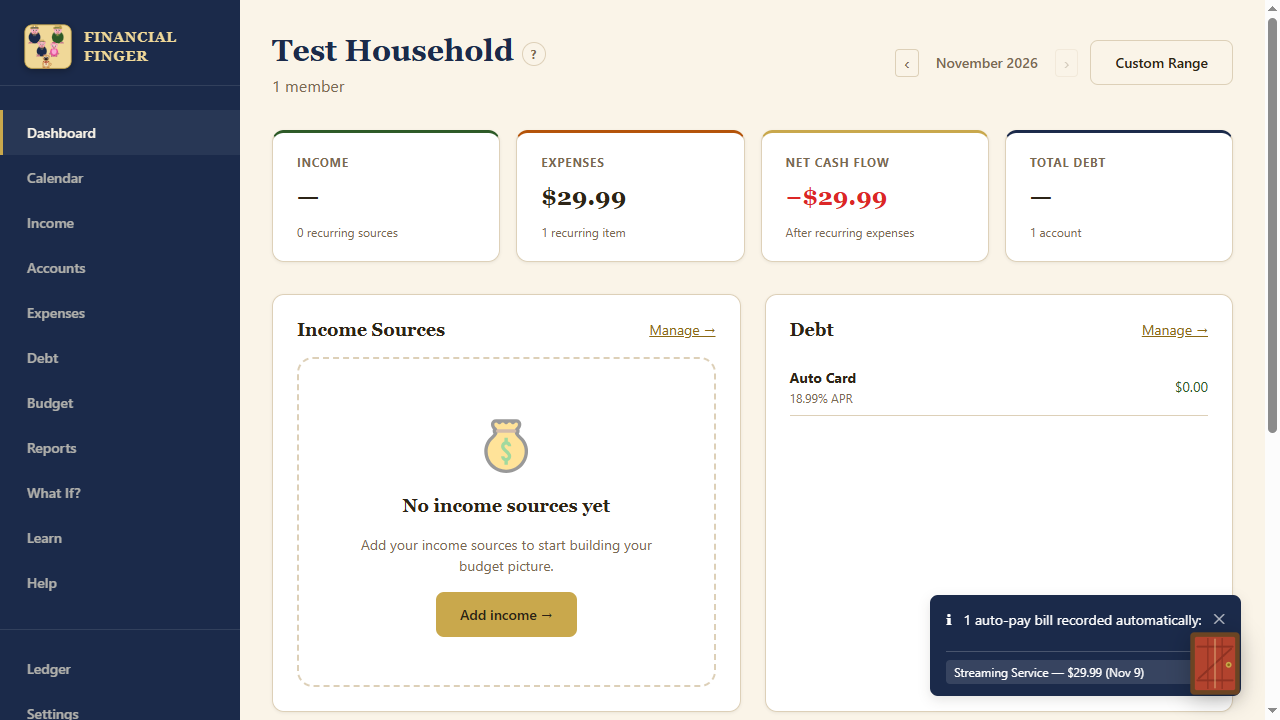 FINANCIAL
FINGER
Dashboard
Calendar
Income
Accounts
Expenses
Debt
Budget
Reports
What If?
Learn
Help
Ledger
Settings
Test Household ?
1 member
‹ November 2026 › Custom Range
INCOME
—
0 recurring sources
EXPENSES
$29.99
1 recurring item
NET CASH FLOW
−$29.99
After recurring expenses
TOTAL DEBT
—
1 account
Income Sources Manage →
$
No income sources yet
Add your income sources to start building your
budget picture.
Add income →
Debt Manage →
Auto Card
18.99% APR
$0.00
ℹ 1 auto-pay bill recorded automatically: ×
Streaming Service — $29.99 (Nov 9)